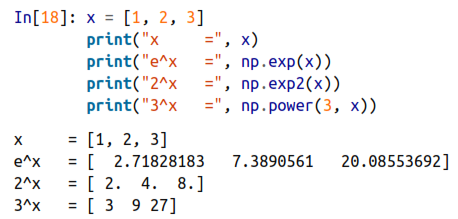 In[18]: x = [1, 2, 3]
        print("x     =", x)
        print("e^x   =", np.exp(x))
        print("2^x   =", np.exp2(x))
        print("3^x   =", np.power(3, x))
x     = [1, 2, 3]
e^x   = [  2.71828183   7.3890561   20.08553692]
2^x   = [ 2.  4.  8.]
3^x   = [ 3  9 27]